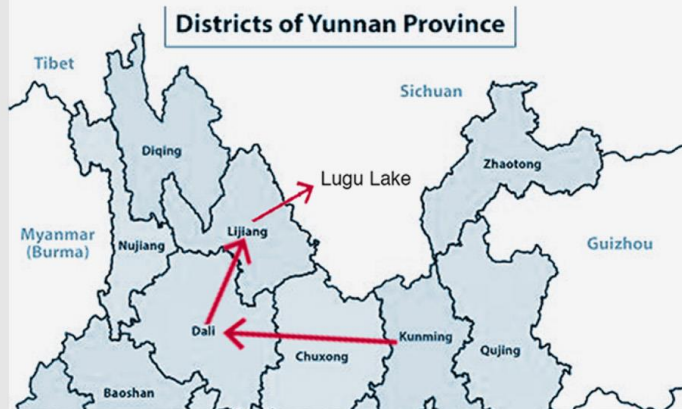 Districts of Yunnan Province
Tibet
Sichuan
Diqing
Zhaotong
Lugu Lake
Myanmar
(Burma)
Nujiang
Lijiang
Guizhou
Dali
Chuxong
Kunming
Qujing
Baoshan